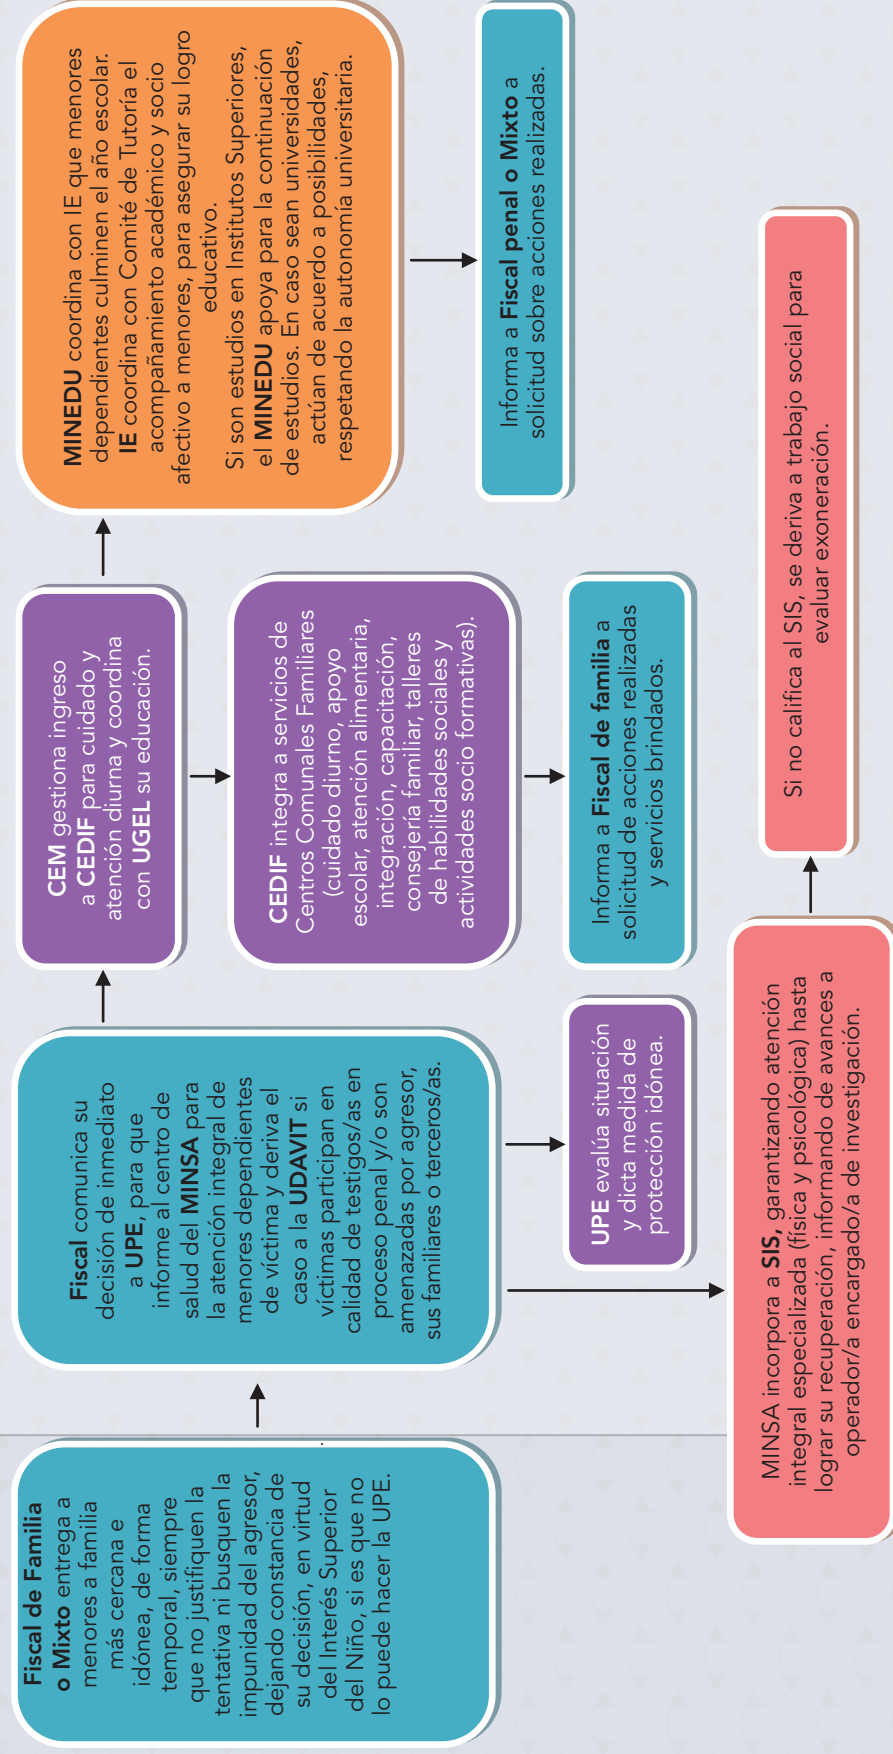 Fiscal de Familia
o Mixto entrega a
menores a familia
más cercana e
idónea, de forma
temporal, siempre
que no justifiquen la
tentativa ni busquen la
impunidad del agresor,
dejando constancia de
su decisión, en virtud
del Interés Superior
del Niño, si es que no
lo puede hacer la UPE.
Fiscal comunica su
decisión de inmediato
a UPE, para que
informe al centro de
salud del MINSA para
la atención integral de
menores dependientes
de víctima y deriva el
caso a la UDAVIT si
víctimas participan en
calidad de testigos/as en
proceso penal y/o son
amenazadas por agresor,
sus familiares o terceros/as.
CEM gestiona ingreso
a CEDIF para cuidado y
atención diurna y coordina
con UGEL su educación.
MINEDU coordina con IE que menores
dependientes culminen el año escolar.
IE coordina con Comité de Tutoría el
acompañamiento académico y socio
afectivo a menores, para asegurar su logro
educativo.
Si son estudios en Institutos Superiores,
el MINEDU apoya para la continuación
de estudios. En caso sean universidades,
actúan de acuerdo a posibilidades,
respetando la autonomía universitaria.
CEDIF integra a servicios de
Centros Comunales Familiares
(cuidado diurno, apoyo
escolar, atención alimentaria,
integración, capacitación,
consejería familiar, talleres
de habilidades sociales y
actividades socio formativas).
Informa a Fiscal penal o Mixto a
solicitud sobre acciones realizadas.
UPE evalúa situación
y dicta medida de
protección idónea.
Informa a Fiscal de familia a
solicitud de acciones realizadas
y servicios brindados.
MINSA incorpora a SIS, garantizando atención
integral especializada (física y psicológica) hasta
lograr su recuperación, informando de avances a
operador/a encargado/a de investigación.
Si no califica al SIS, se deriva a trabajo social para
evaluar exoneración.